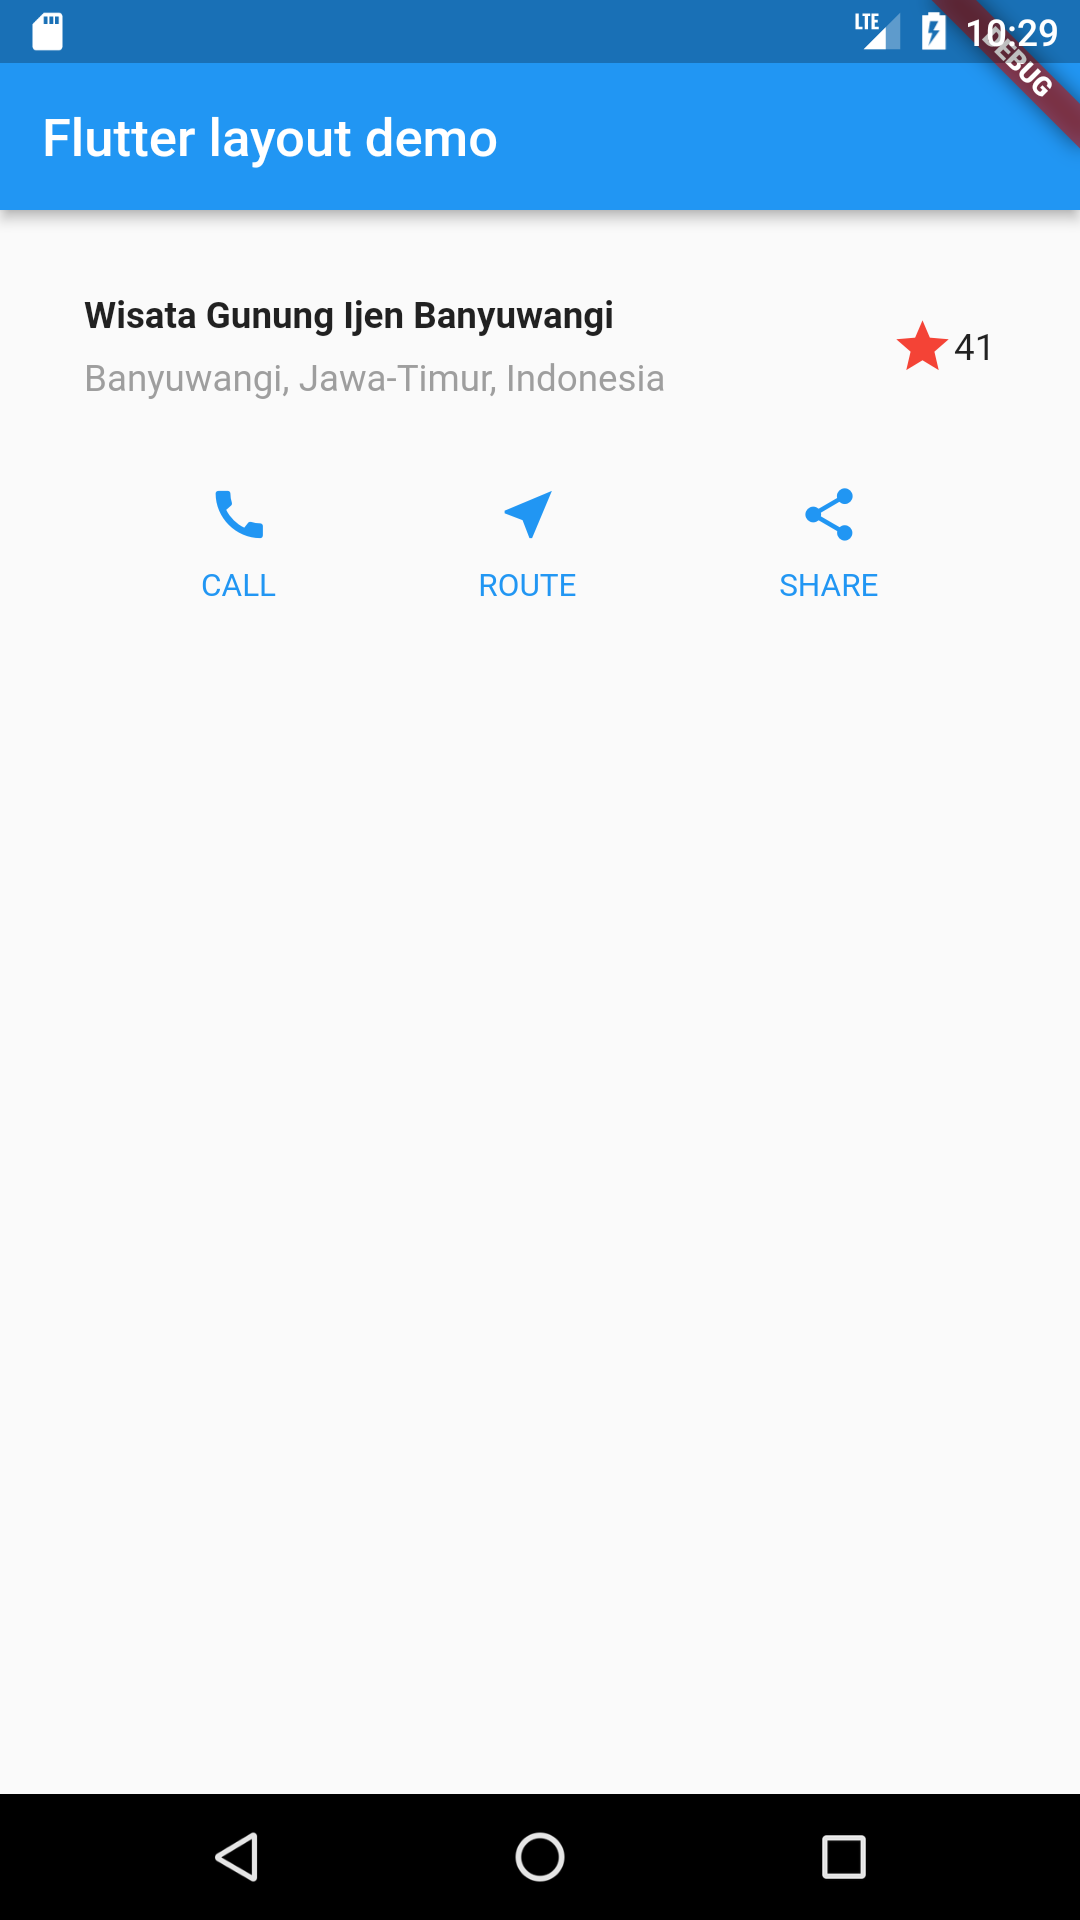 LTE 10:29
DEBUG
Flutter layout demo
Wisata Gunung Ijen Banyuwangi
41
Banyuwangi, Jawa-Timur, Indonesia
CALL ROUTE SHARE